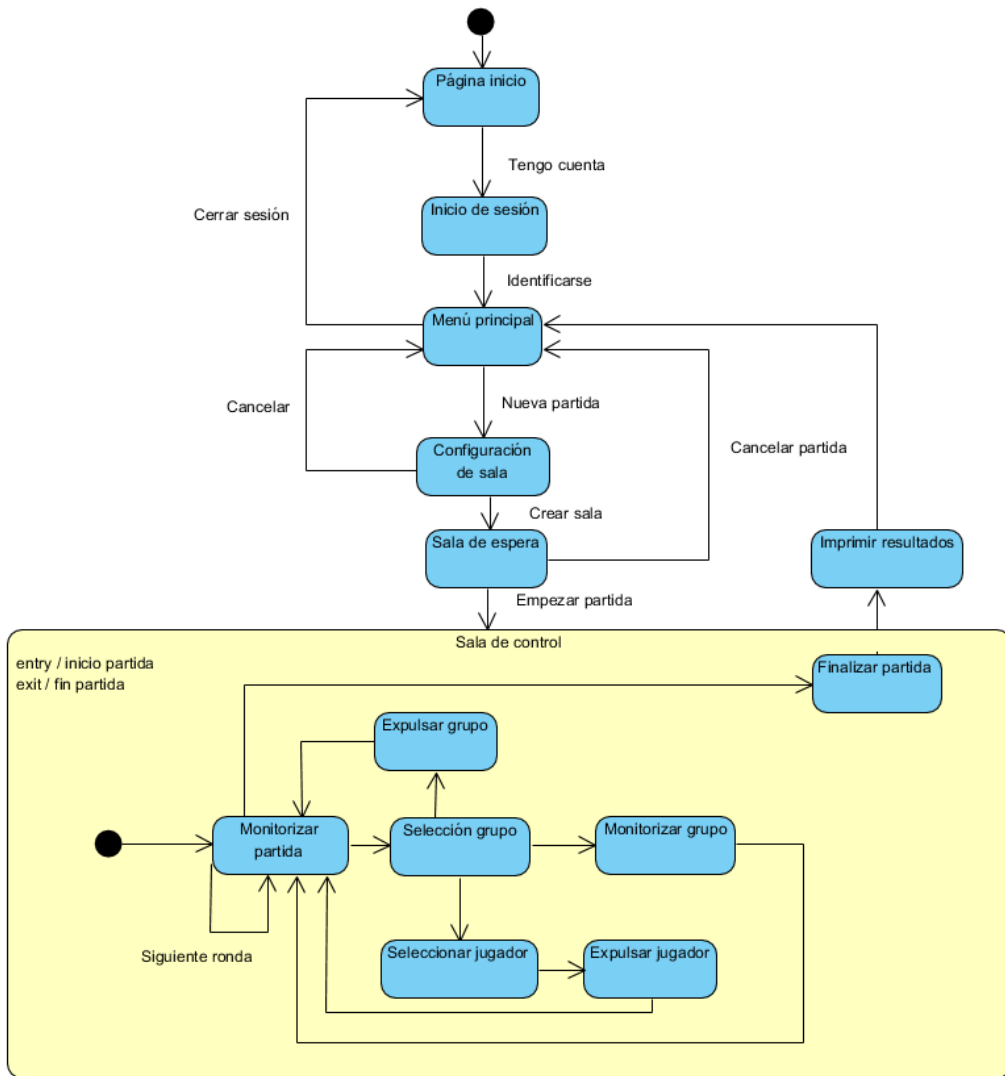 Página inicio
Tengo cuenta
Cerrar sesión
Inicio de sesión
Identificarse
Menú principal
Cancelar
Nueva partida
Configuración
de sala
Cancelar partida
Crear sala
Sala de espera
Imprimir resultados
Empezar partida
Sala de control
entry / inicio partida
exit / fin partida
Finalizar partida
Expulsar grupo
Monitorizar
partida
Selección grupo
Monitorizar grupo
Siguiente ronda
Seleccionar jugador
Expulsar jugador